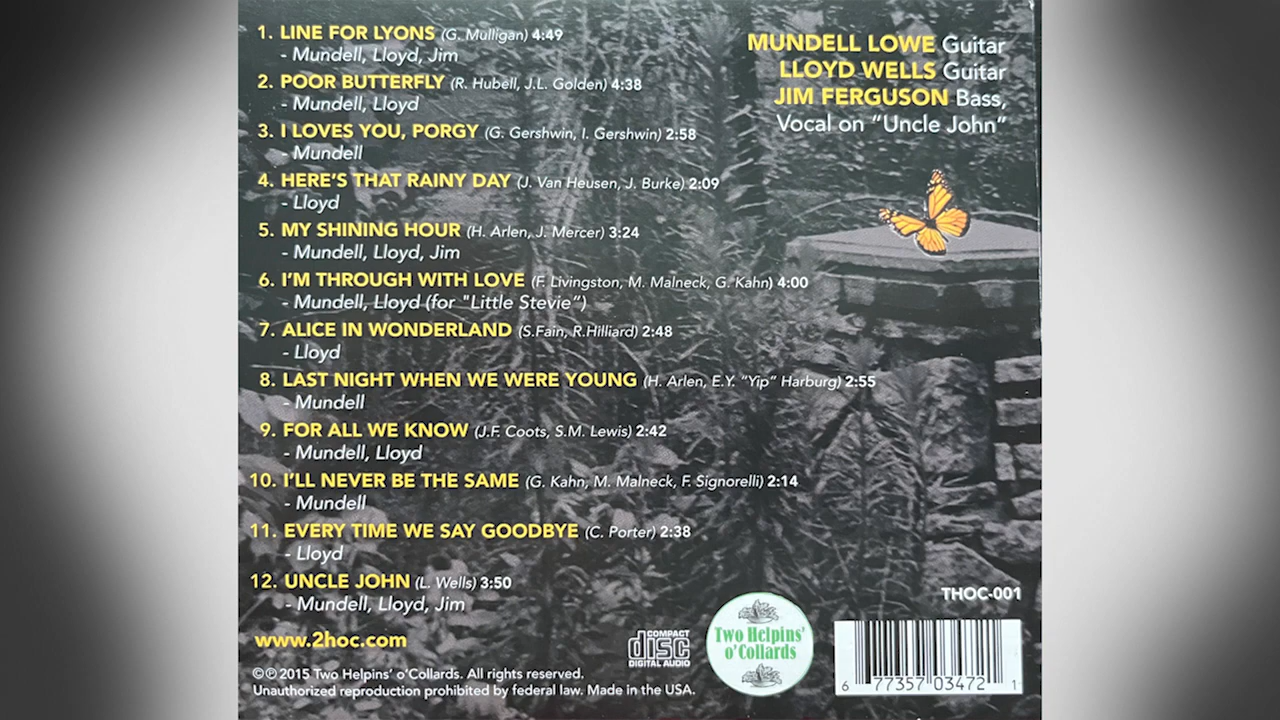 1. LINE FOR LYONS (G. Mulligan) 4:49
- Mundell, Lloyd, Jim
2. POOR BUTTERFLY (R. Hubell, J.L. Golden) 4:38
- Mundell, Lloyd
3. I LOVES YOU, PORGY (G. Gershwin, I. Gershwin) 2:58
- Mundell
4. HERE'S THAT RAINY DAY (J. Van Heusen, J. Burke) 2:09
- Lloyd
5. MY SHINING HOUR (H. Arlen, J. Mercer) 3:24
- Mundell, Lloyd, Jim
6. I'M THROUGH WITH LOVE (F. Livingston, M. Malneck, G. Kahn) 4:00
- Mundell, Lloyd (for "Little Stevie")
7. ALICE IN WONDERLAND (S.Fain, R.Hilliard) 2:48
- Lloyd
8. LAST NIGHT WHEN WE WERE YOUNG (H. Arlen, E.Y. "Yip" Harburg) 2:55
- Mundell
9. FOR ALL WE KNOW (J.F. Coots, S.M. Lewis) 2:42
- Mundell, Lloyd
10. I'LL NEVER BE THE SAME (G. Kahn, M. Malneck, F. Signorelli) 2:14
- Mundell
11. EVERY TIME WE SAY GOODBYE (C. Porter) 2:38
- Lloyd
12. UNCLE JOHN (L. Wells) 3:50
- Mundell, Lloyd, Jim
MUNDELL LOWE Guitar
LLOYD WELLS Guitar
JIM FERGUSON Bass,
Vocal on "Uncle John"
www.2hoc.com
©℗ 2015 Two Helpins' o'Collards. All rights reserved.
Unauthorized reproduction prohibited by federal law. Made in the USA.
COMPACT
disc
DIGITAL AUDIO
Two Helpins'
o'Collards
THOC-001
6 77357 03472 1